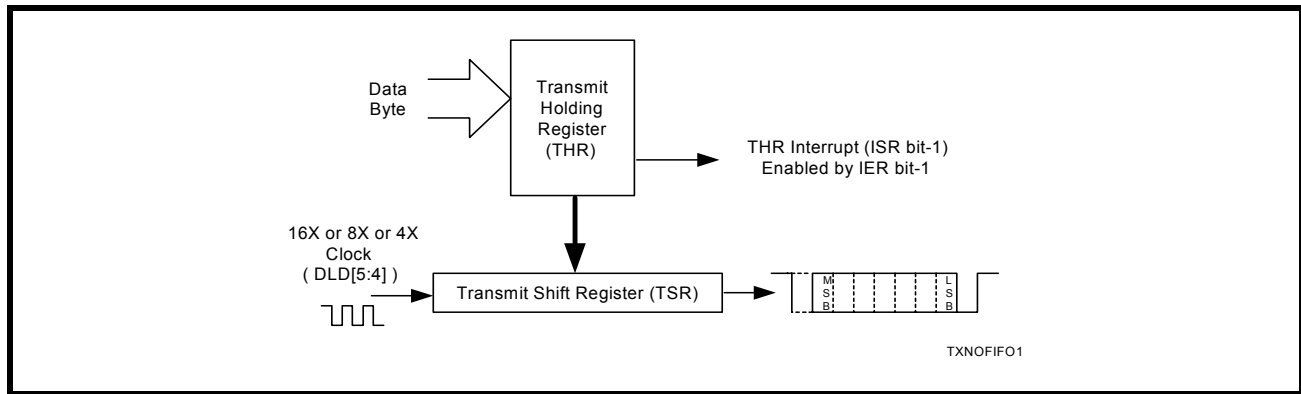 Data
Byte
Transmit
Holding
Register
(THR)
THR Interrupt (ISR bit-1)
Enabled by IER bit-1
16X or 8X or 4X
Clock
( DLD[5:4] )
Transmit Shift Register (TSR)
M
S
B
L
S
B
TXNOFIFO1